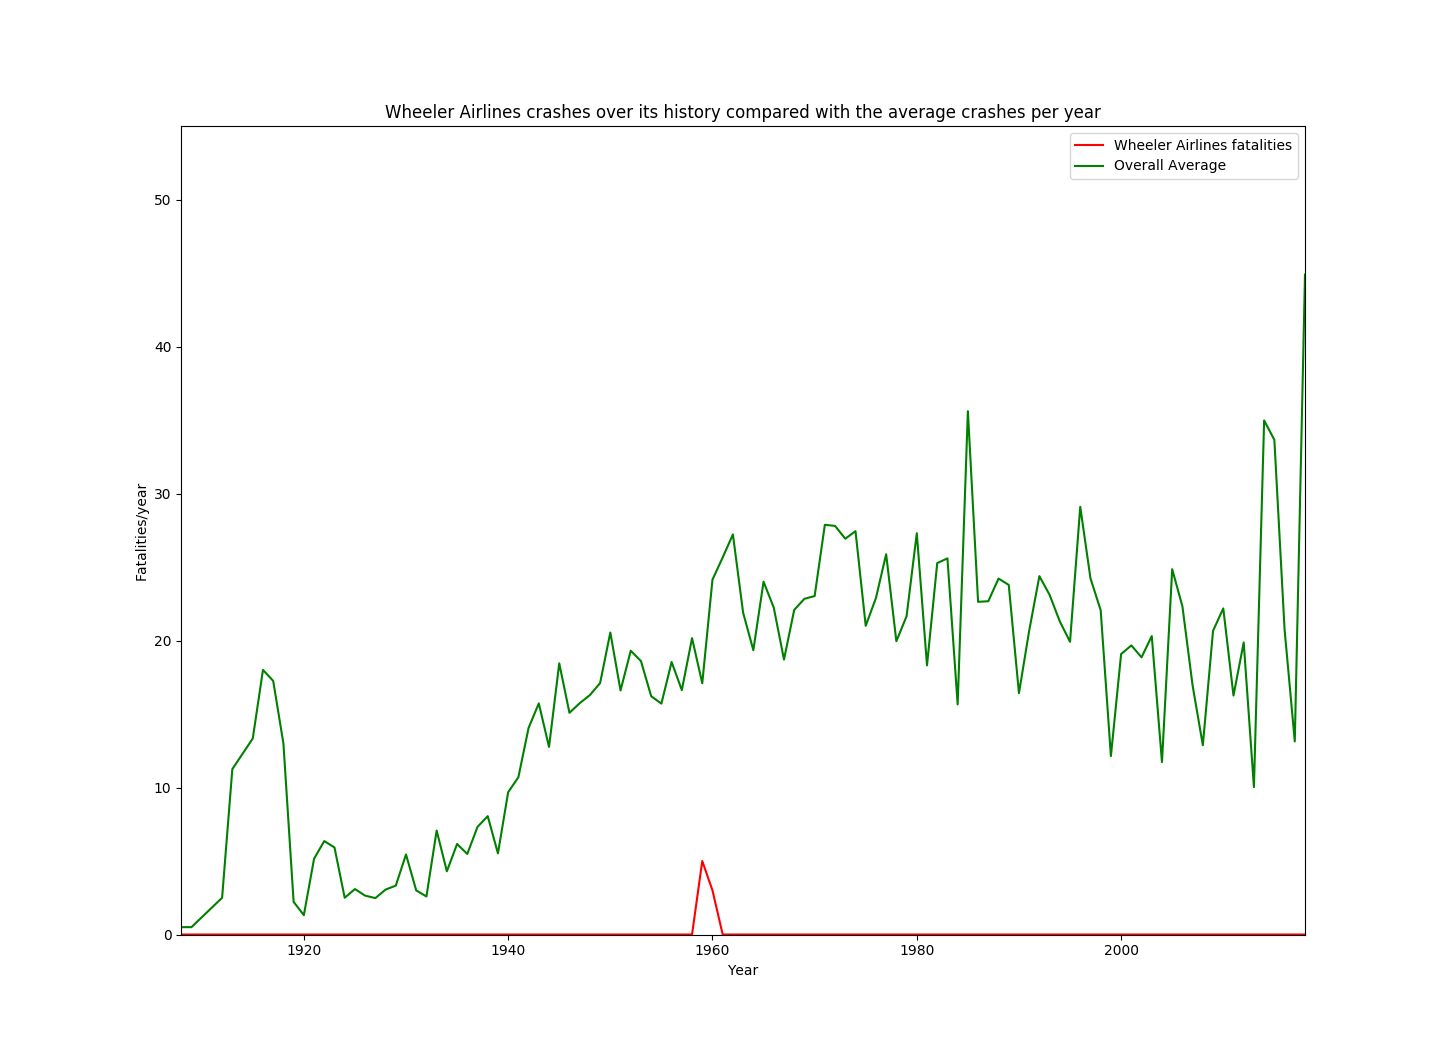 Wheeler Airlines crashes over its history compared with the average crashes per year
Wheeler Airlines fatalities
Overall Average
50
40
30
20
10
0
Fatalities/year
1920
1940
1960
1980
2000
Year